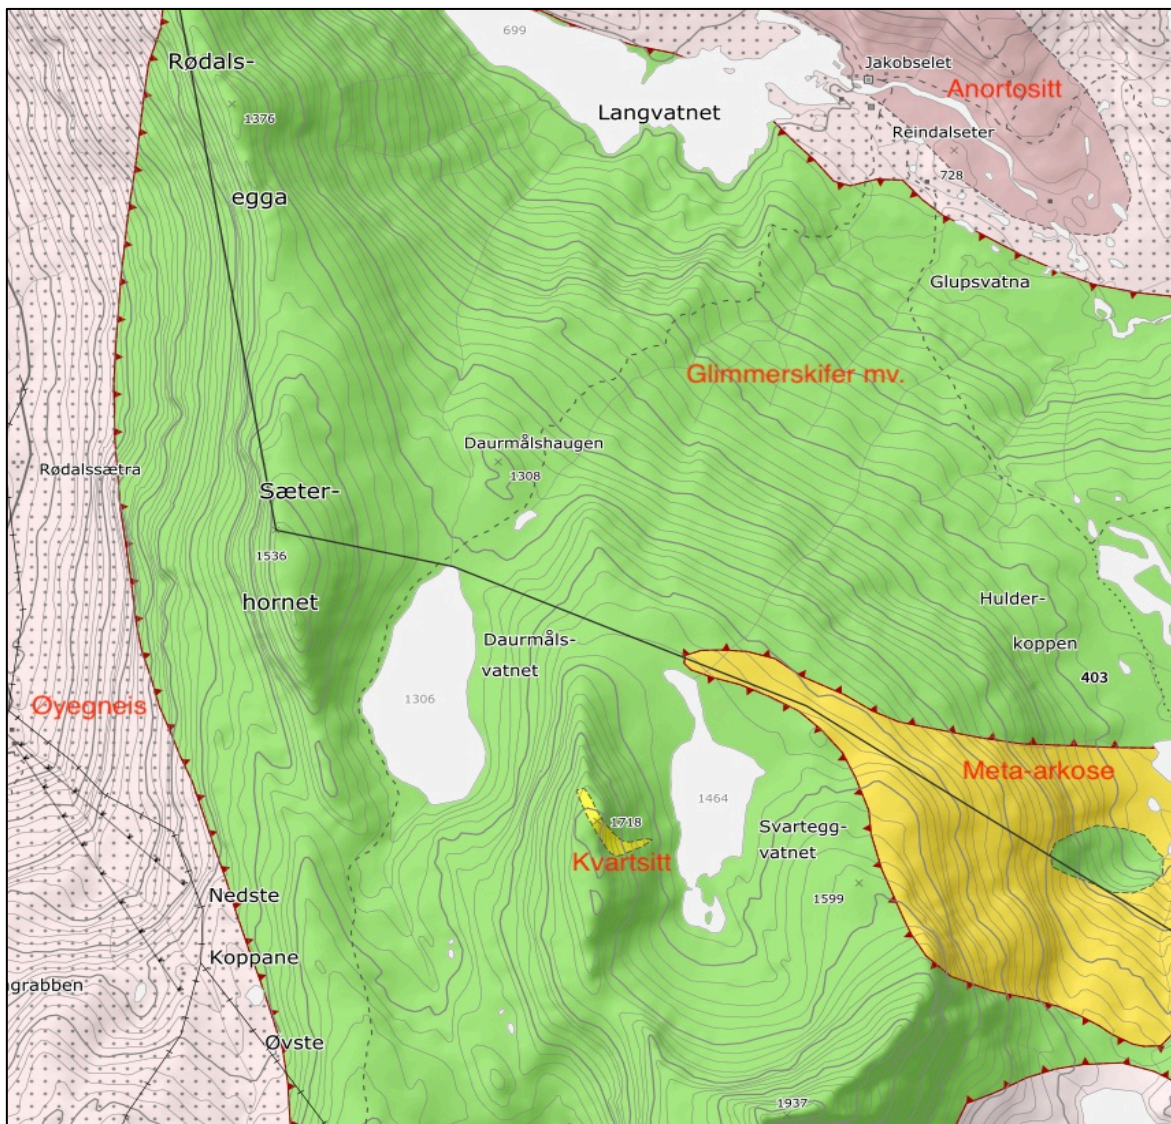 699
Rødals-
Jakobselet
Anortositt
Langvatnet
1376
Reindalseter
728
egga
Glupsvatna
Glimmerskifer mv.
Daurmålshaugen
Rødalssætra
1308
Sæter-
1536
hornet
Hulder-
koppen
Daurmåls-
vatnet
403
1306
Øyegneis
Meta-arkose
1464
1718
Svartegg-
vatnet
Kvartsitt
Nedste
1599
Koppane
grabben
Øvste
1937